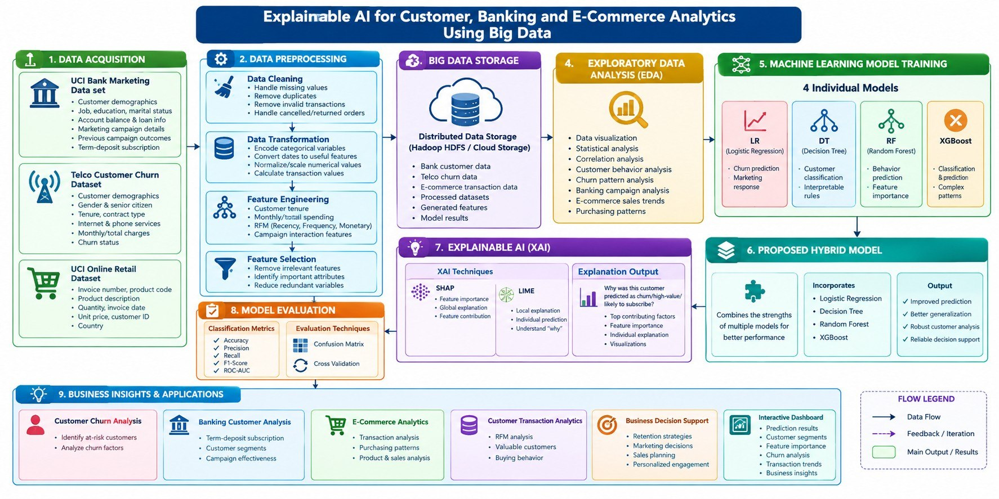 Explainable AI for Customer, Banking and E-Commerce Analytics
Using Big Data
1. DATA ACQUISITION
UCI Bank Marketing
Data set
• Customer demographics
• Job, education, marital status
• Account balance & loan info
• Marketing campaign details
• Previous campaign outcomes
• Term-deposit subscription
Telco Customer Churn
Dataset
• Customer demographics
• Gender & senior citizen
• Tenure, contract type
• Internet & phone services
• Monthly/total charges
• Churn status
UCI Online Retail
Dataset
• Invoice number, product code
• Product description
• Quantity, invoice date
• Unit price, customer ID
• Country
2. DATA PREPROCESSING
Data Cleaning
• Handle missing values
• Remove duplicates
• Remove invalid transactions
• Handle cancelled/returned orders
Data Transformation
• Encode categorical variables
• Convert dates to useful features
• Normalize/scale numerical values
• Calculate transaction values
Feature Engineering
• Customer tenure
• Monthly/total spending
• RFM (Recency, Frequency, Monetary)
• Campaign interaction features
Feature Selection
• Remove irrelevant features
• Identify important attributes
• Reduce redundant variables
3. BIG DATA STORAGE
Distributed Data Storage
(Hadoop HDFS / Cloud Storage)
• Bank customer data
• Telco churn data
• E-commerce transaction data
• Processed datasets
• Generated features
• Model results
4. EXPLORATORY DATA
ANALYSIS (EDA)
• Data visualization
• Statistical analysis
• Correlation analysis
• Customer behavior analysis
• Churn pattern analysis
• Banking campaign analysis
• E-commerce sales trends
• Purchasing patterns
5. MACHINE LEARNING MODEL TRAINING
4 Individual Models
LR
(Logistic Regression)
• Churn prediction
• Marketing
response
DT
(Decision Tree)
• Customer
classification
• Interpretable
rules
RF
(Random Forest)
• Behavior
prediction
• Feature
importance
XGBoost
• Classification
& prediction
• Complex
patterns
6. PROPOSED HYBRID MODEL
Combines the strengths
of multiple models for
better performance
Incorporates
• Logistic Regression
• Decision Tree
• Random Forest
• XGBoost
Output
✓ Improved prediction
✓ Better generalization
✓ Robust customer analysis
✓ Reliable decision support
7. EXPLAINABLE AI (XAI)
XAI Techniques
SHAP
• Feature importance
• Global explanation
• Feature contribution
LIME
• Local explanation
• Individual prediction
• Understand "why"
Explanation Output
Why was this customer
predicted as churn/high-value/
likely to subscribe?
• Top contributing factors
• Feature importance
• Individual explanation
• Visualizations
8. MODEL EVALUATION
Classification Metrics
✓ Accuracy
✓ Precision
✓ Recall
✓ F1-Score
✓ ROC-AUC
Evaluation Techniques
Confusion Matrix
Cross Validation
9. BUSINESS INSIGHTS & APPLICATIONS
Customer Churn Analysis
• Identify at-risk customers
• Analyze churn factors
Banking Customer Analysis
• Term-deposit subscription
• Customer segments
• Campaign effectiveness
E-Commerce Analytics
• Transaction analysis
• Purchasing patterns
• Product & sales analysis
Customer Transaction Analytics
• RFM analysis
• Valuable customers
• Buying behavior
Business Decision Support
• Retention strategies
• Marketing decisions
• Sales planning
• Personalized engagement
Interactive Dashboard
• Prediction results
• Customer segments
• Feature importance
• Churn analysis
• Transaction trends
• Business insights
FLOW LEGEND
Data Flow
Feedback / Iteration
Main Output / Results